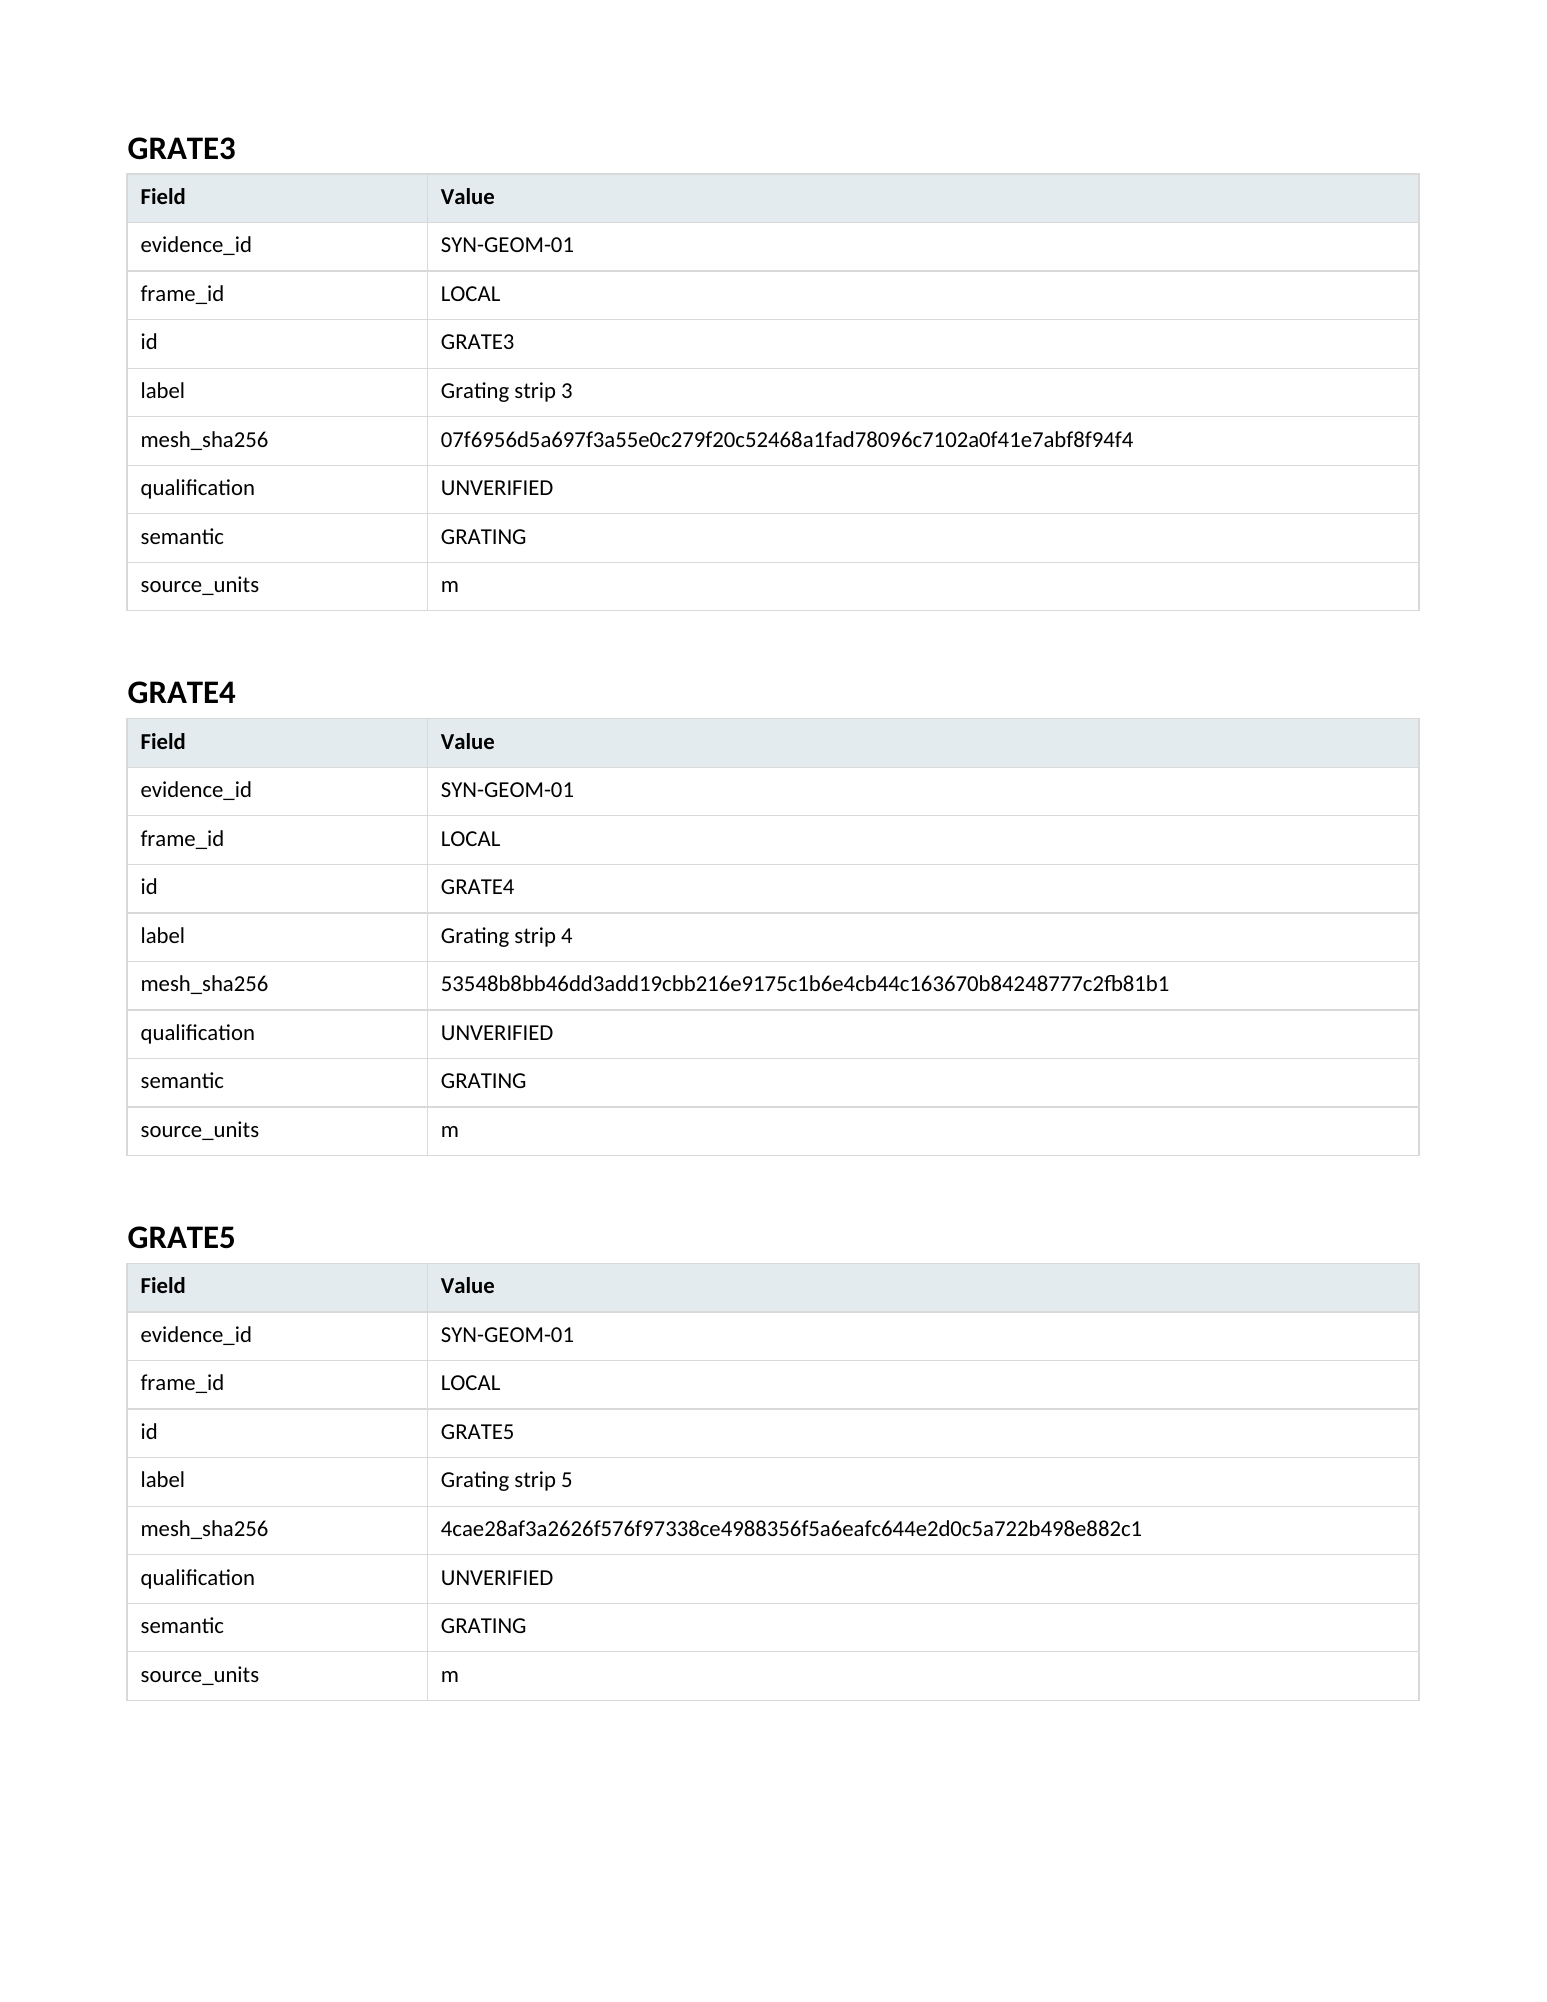 GRATE3
Field Value
evidence_id SYN-GEOM-01
frame_id LOCAL
id GRATE3
label Grating strip 3
mesh_sha256 07f6956d5a697f3a55e0c279f20c52468a1fad78096c7102a0f41e7abf8f94f4
qualification UNVERIFIED
semantic GRATING
source_units m
GRATE4
Field Value
evidence_id SYN-GEOM-01
frame_id LOCAL
id GRATE4
label Grating strip 4
mesh_sha256 53548b8bb46dd3add19cbb216e9175c1b6e4cb44c163670b84248777c2fb81b1
qualification UNVERIFIED
semantic GRATING
source_units m
GRATE5
Field Value
evidence_id SYN-GEOM-01
frame_id LOCAL
id GRATE5
label Grating strip 5
mesh_sha256 4cae28af3a2626f576f97338ce4988356f5a6eafc644e2d0c5a722b498e882c1
qualification UNVERIFIED
semantic GRATING
source_units m